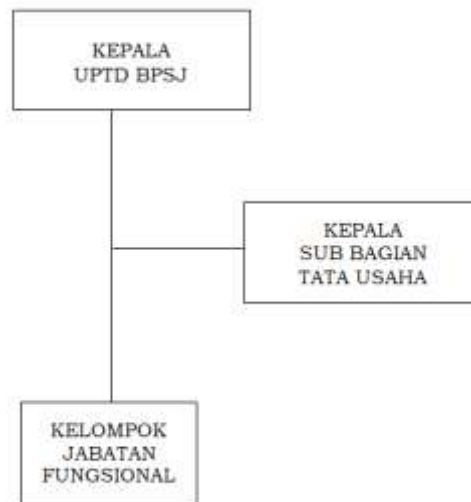 KEPALA
UPTD BPSJ
KEPALA
SUB BAGIAN
TATA USAHA
KELOMPOK
JABATAN
FUNGSIONAL